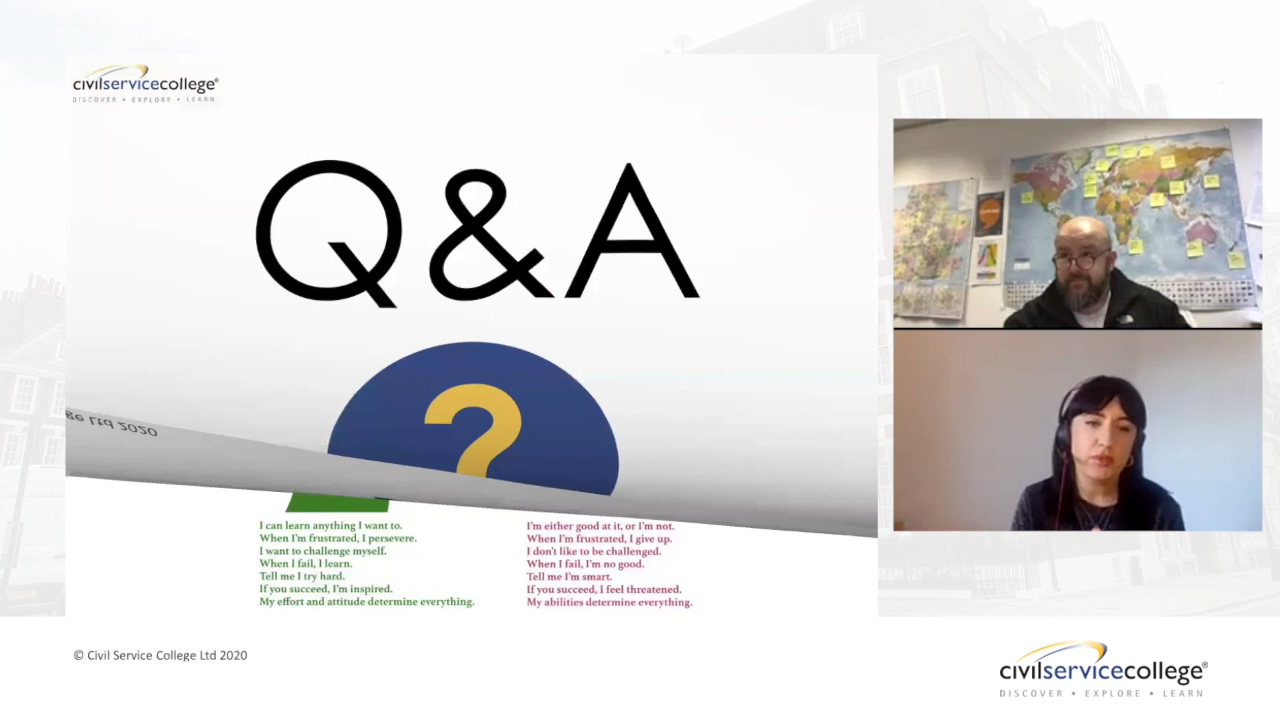 civilservicecollege®
DISCOVER • EXPLORE • LEARN
Q&A
?
ge Ltd 2020
I can learn anything I want to.
When I'm frustrated, I persevere.
I want to challenge myself.
When I fail, I learn.
Tell me I try hard.
If you succeed, I'm inspired.
My effort and attitude determine everything.
I'm either good at it, or I'm not.
When I'm frustrated, I give up.
I don't like to be challenged.
When I fail, I'm no good.
Tell me I'm smart.
If you succeed, I feel threatened.
My abilities determine everything.
© Civil Service College Ltd 2020
civilservicecollege®
DISCOVER • EXPLORE • LEARN